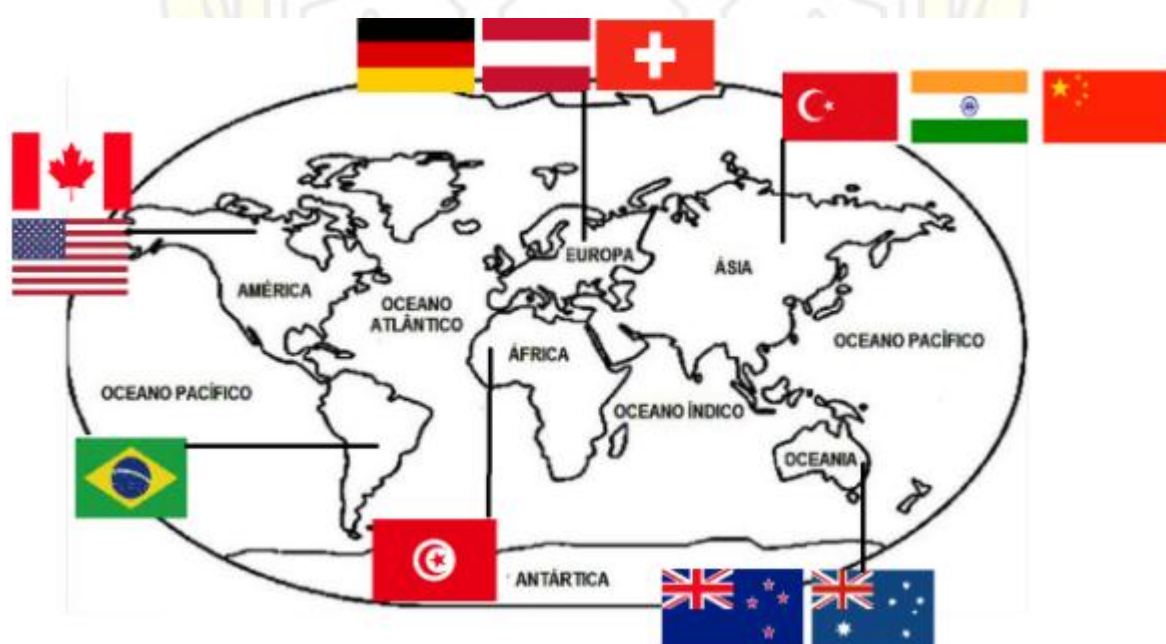 EUROPA
ÁSIA
AMÉRICA
OCEANO
ATLÂNTICO
OCEANO PACÍFICO
ÁFRICA
OCEANO PACÍFICO
OCEANO ÍNDICO
OCEANIA
ANTÁRTICA